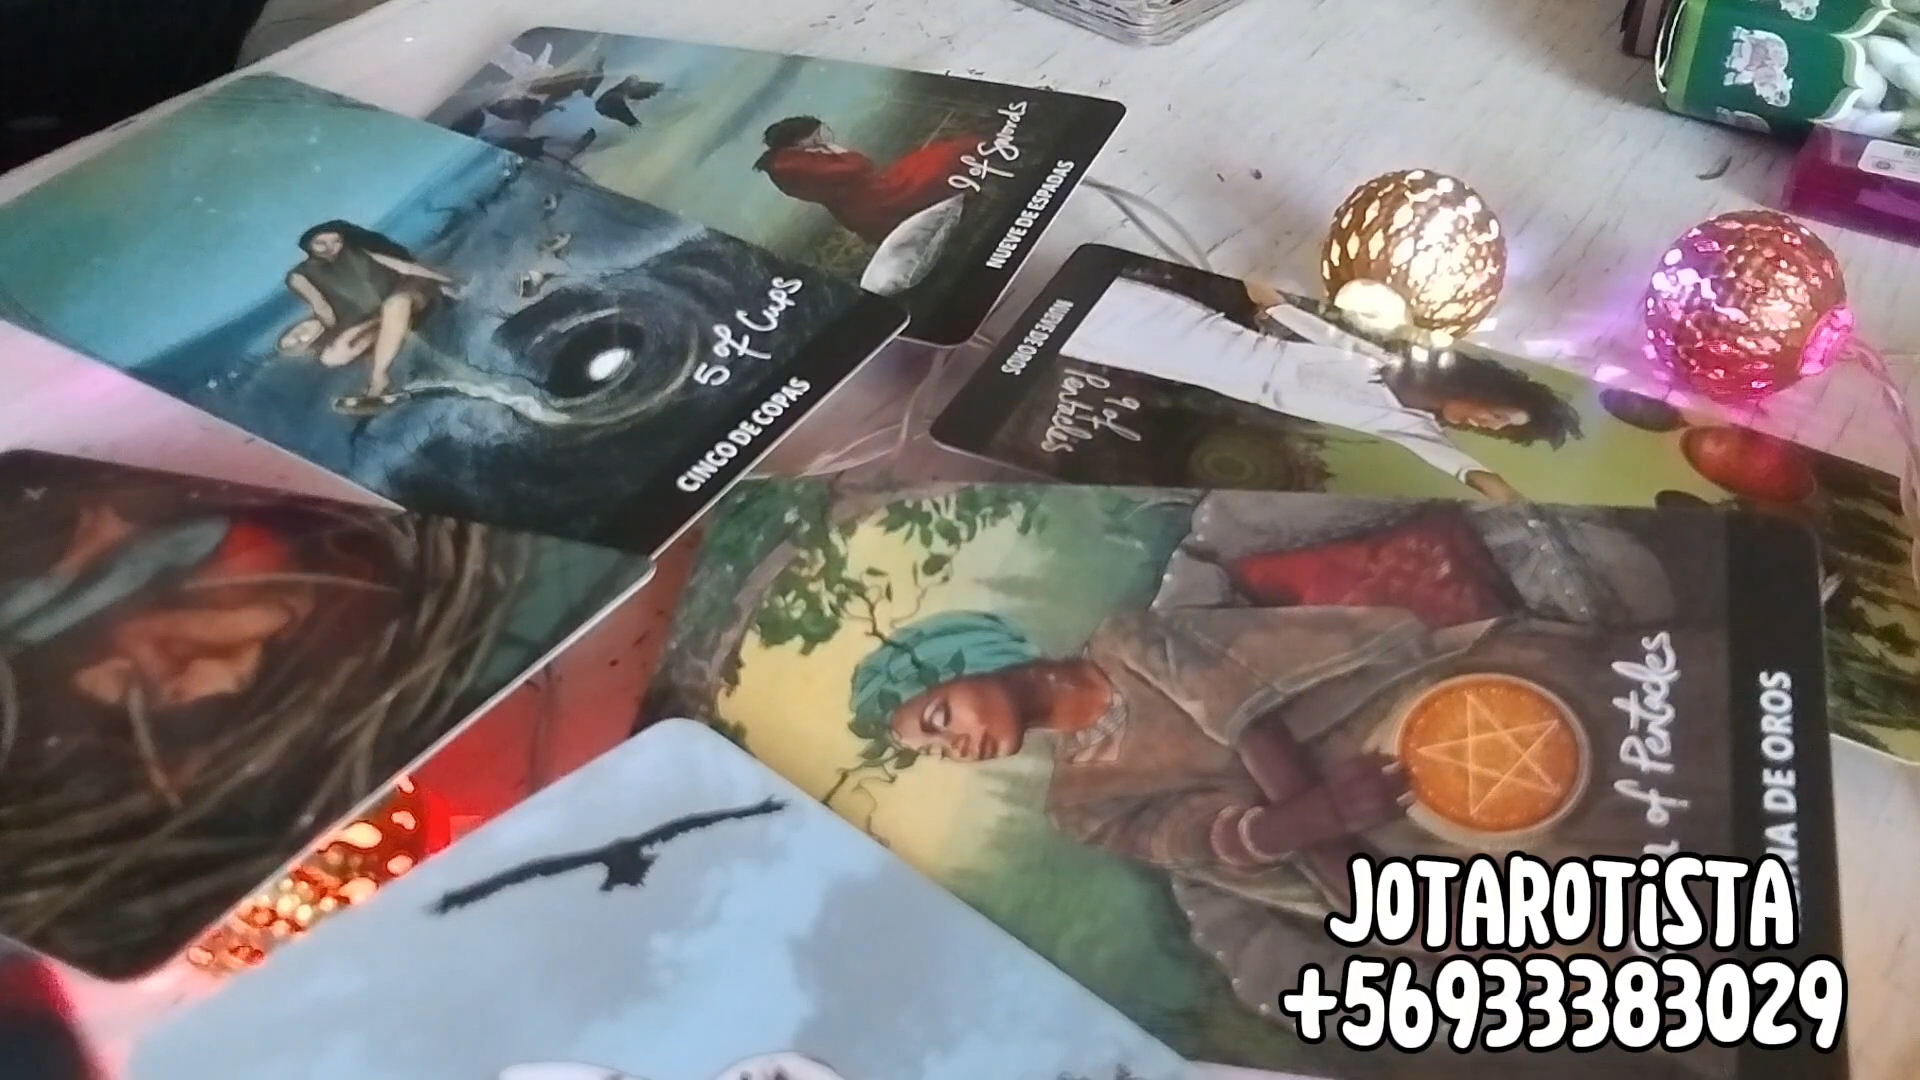 9 of Swords
NUEVE DE ESPADAS
5 of Cups
CINCO DE COPAS
NUEVE DE OROS
9 of
Pentacles
of Pentacles
DE OROS
JOTAROTiSTA
+56933383029